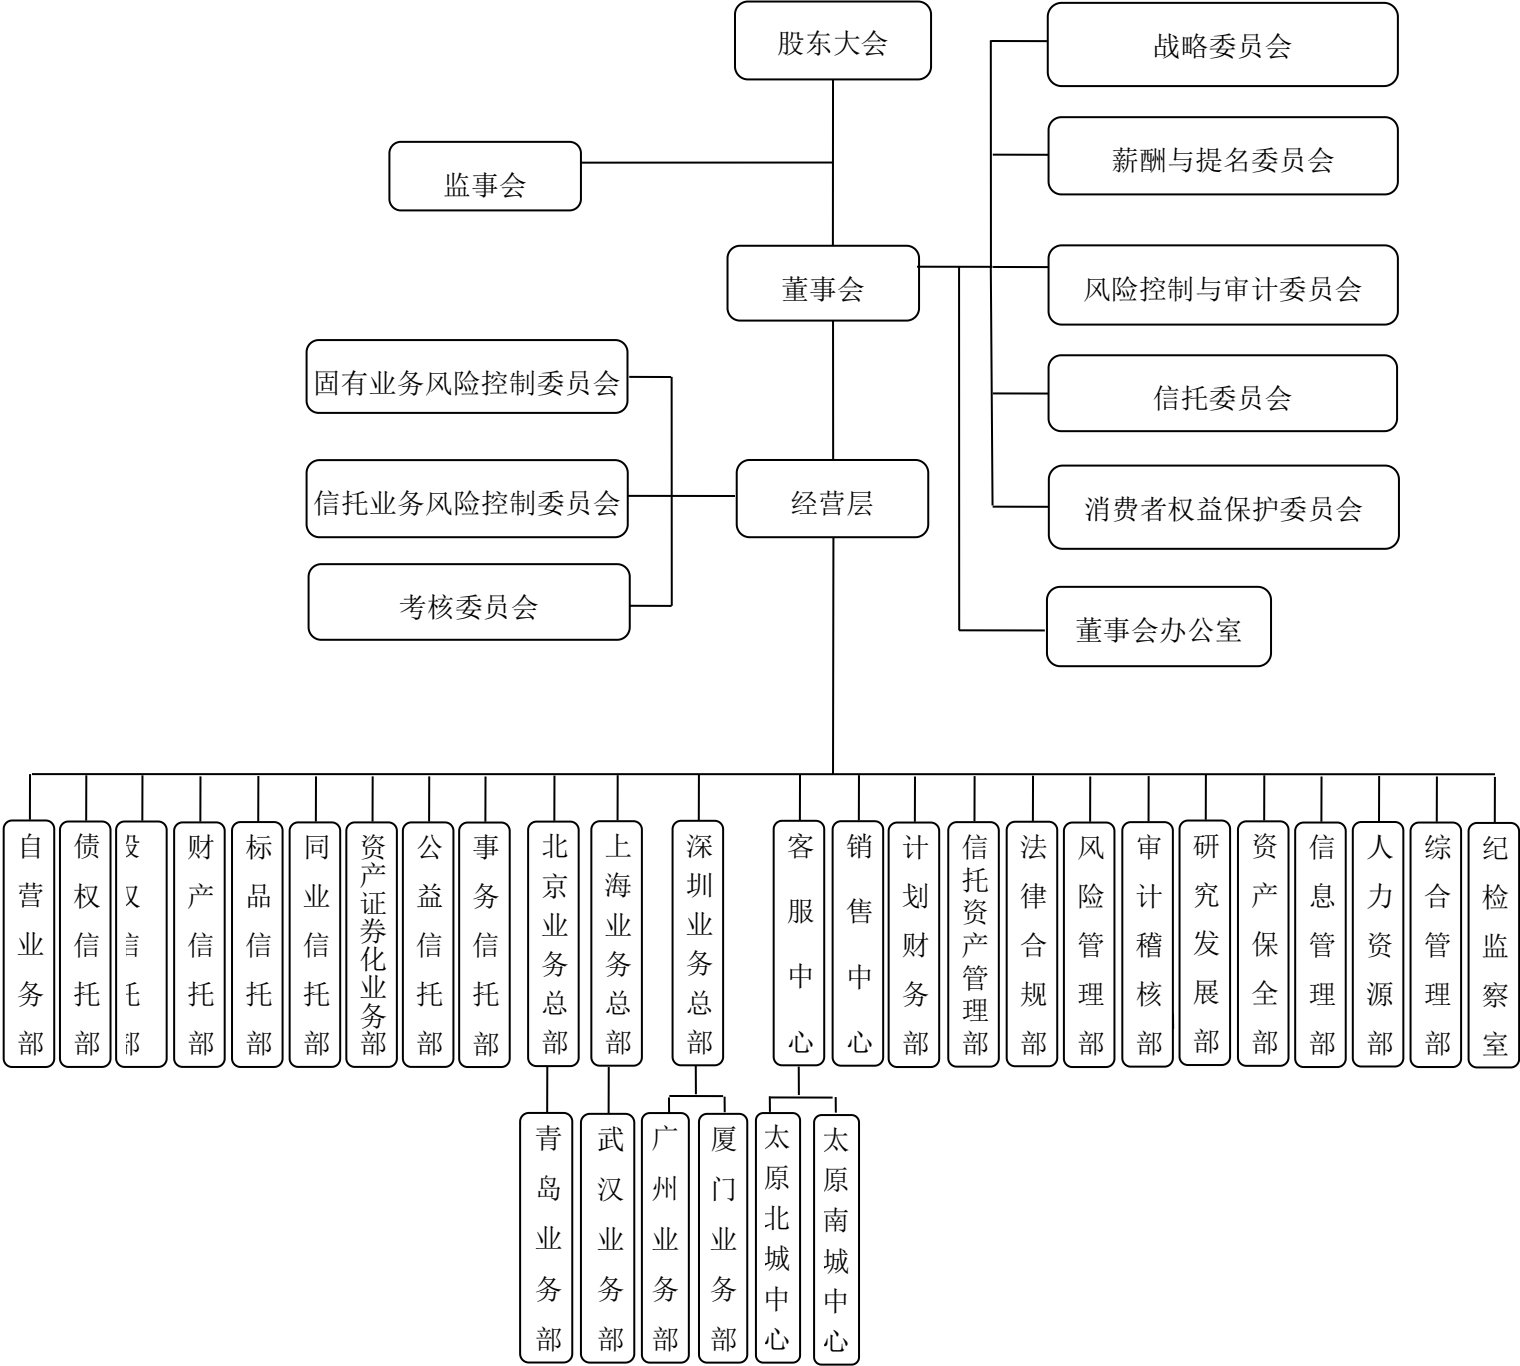 股东大会
战略委员会
薪酬与提名委员会
监事会
董事会
风险控制与审计委员会
固有业务风险控制委员会
信托委员会
信托业务风险控制委员会
经营层
消费者权益保护委员会
考核委员会
董事会办公室
自营业务部
债权信托部
股权信托部
财产信托部
标品信托部
同业信托部
资产证券化业务部
公益信托部
事务信托部
北京业务总部
上海业务总部
深圳业务总部
客服中心
销售中心
计划财务部
信托资产管理部
法律合规部
风险管理部
审计稽核部
研究发展部
资产保全部
信息管理部
人力资源部
综合管理部
纪检监察室
青岛业务部
武汉业务部
广州业务部
厦门业务部
太原北城中心
太原南城中心